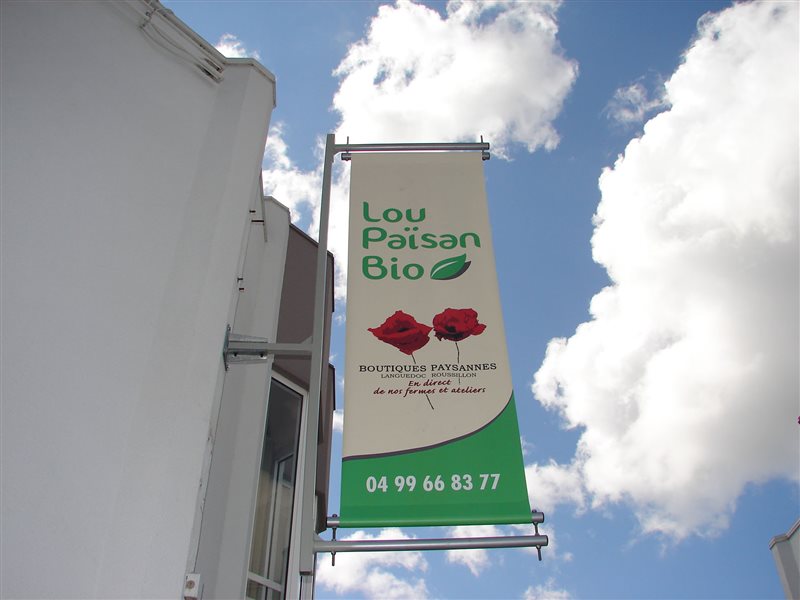 Lou
Païsan
Bio
BOUTIQUES PAYSANNES
LANGUEDOC ROUSSILLON
En direct
de nos fermes et ateliers
04 99 66 83 77